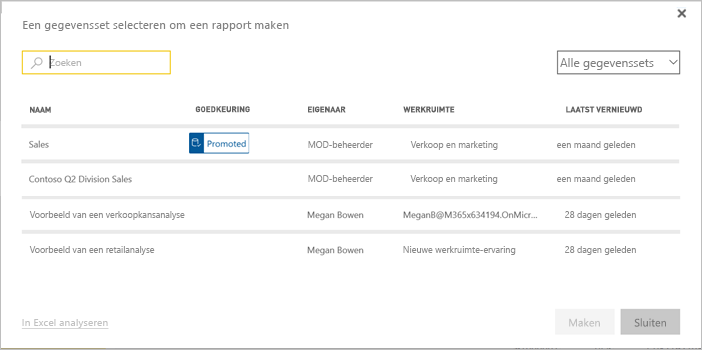 Een gegevensset selecteren om een rapport maken
Zoeken
Alle gegevenssets
NAAM GOEDKEURING EIGENAAR WERKRUIMTE LAATST VERNIEUWD
Sales Promoted MOD-beheerder Verkoop en marketing een maand geleden
Contoso Q2 Division Sales MOD-beheerder Verkoop en marketing een maand geleden
Voorbeeld van een verkoopkansanalyse Megan Bowen MeganB@M365x634194.OnMicr... 28 dagen geleden
Voorbeeld van een retailanalyse Megan Bowen Nieuwe werkruimte-ervaring 28 dagen geleden
In Excel analyseren Maken Sluiten